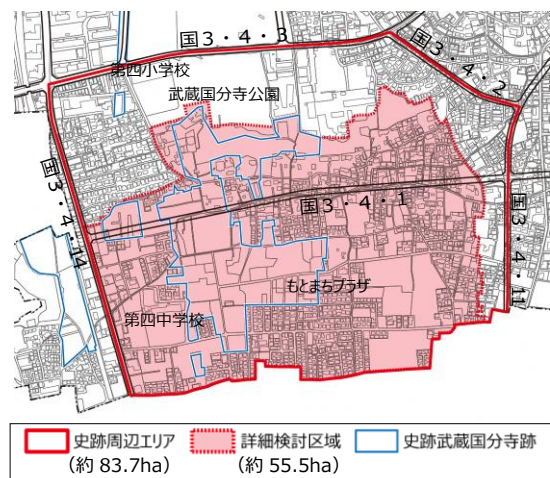 国3・4・3
国3・4・2
第四小学校
武蔵国分寺公園
国3・4・1
国3・4・14
国3・4・11
もとまちプラザ
第四中学校
史跡周辺エリア
(約 83.7ha)
詳細検討区域
(約 55.5ha)
史跡武蔵国分寺跡